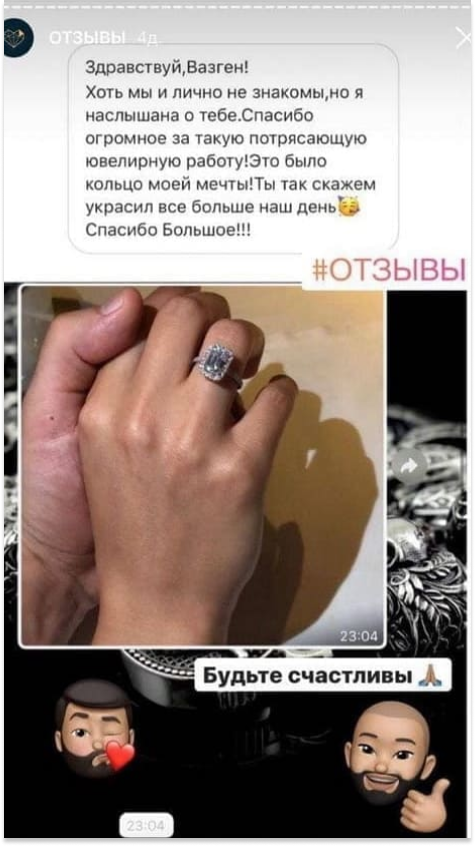 ОТЗЫВЫ 4д
Здравствуй,Вазген!
Хоть мы и лично не знакомы,но я
наслышана о тебе.Спасибо
огромное за такую потрясающую
ювелирную работу!Это было
кольцо моей мечты!Ты так скажем
украсил все больше наш день🥳
Спасибо Большое!!!
#ОТЗЫВЫ
23:04
Будьте счастливы 🙏🏽
23:04